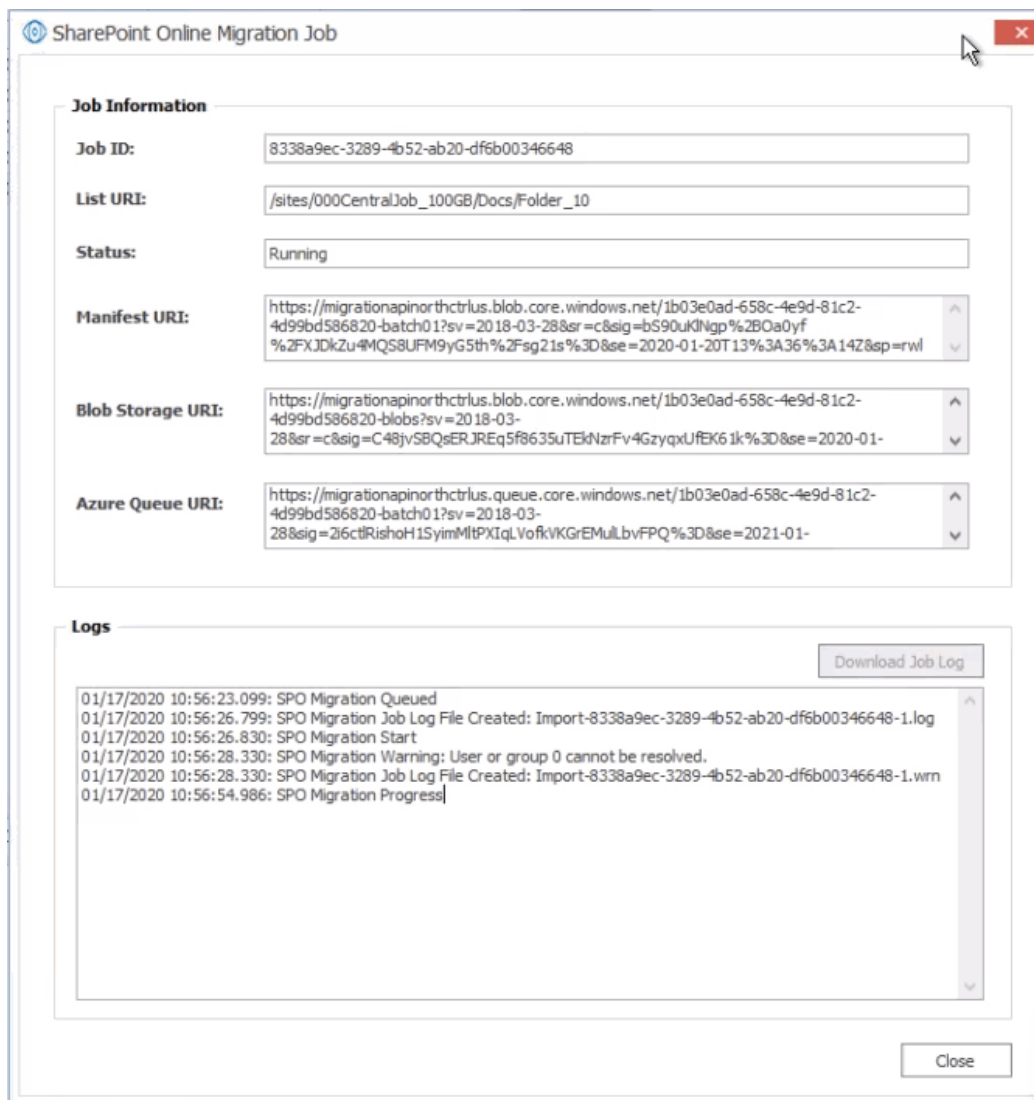 SharePoint Online Migration Job
Job Information
Job ID:
8338a9ec-3289-4b52-ab20-df6b00346648
List URI:
/sites/000CentralJob_100GB/Docs/Folder_10
Status:
Running
Manifest URI:
https://migrationapinorthctrlus.blob.core.windows.net/1b03e0ad-658c-4e9d-81c2-
4d99bd586820-batch01?sv=2018-03-28&sr=c&sig=bS90uKlNgp%2BOa0yf
%2FXJDkZu4MQS8UFM9yG5th%2Fsg21s%3D&se=2020-01-20T13%3A36%3A14Z&sp=rwl
Blob Storage URI:
https://migrationapinorthctrlus.blob.core.windows.net/1b03e0ad-658c-4e9d-81c2-
4d99bd586820-blobs?sv=2018-03-
28&sr=c&sig=C48jvSBQsERJREq5f8635uTEkNzrFv4GzyqxUfEK61k%3D&se=2020-01-
Azure Queue URI:
https://migrationapinorthctrlus.queue.core.windows.net/1b03e0ad-658c-4e9d-81c2-
4d99bd586820-batch01?sv=2018-03-
28&sig=2i6ctlRishoH1SyimMltPXIqLVofkVKGrEMulLbvFPQ%3D&se=2021-01-
Logs
Download Job Log
01/17/2020 10:56:23.099: SPO Migration Queued
01/17/2020 10:56:26.799: SPO Migration Job Log File Created: Import-8338a9ec-3289-4b52-ab20-df6b00346648-1.log
01/17/2020 10:56:26.830: SPO Migration Start
01/17/2020 10:56:28.330: SPO Migration Warning: User or group 0 cannot be resolved.
01/17/2020 10:56:28.330: SPO Migration Job Log File Created: Import-8338a9ec-3289-4b52-ab20-df6b00346648-1.wrn
01/17/2020 10:56:54.986: SPO Migration Progress
Close